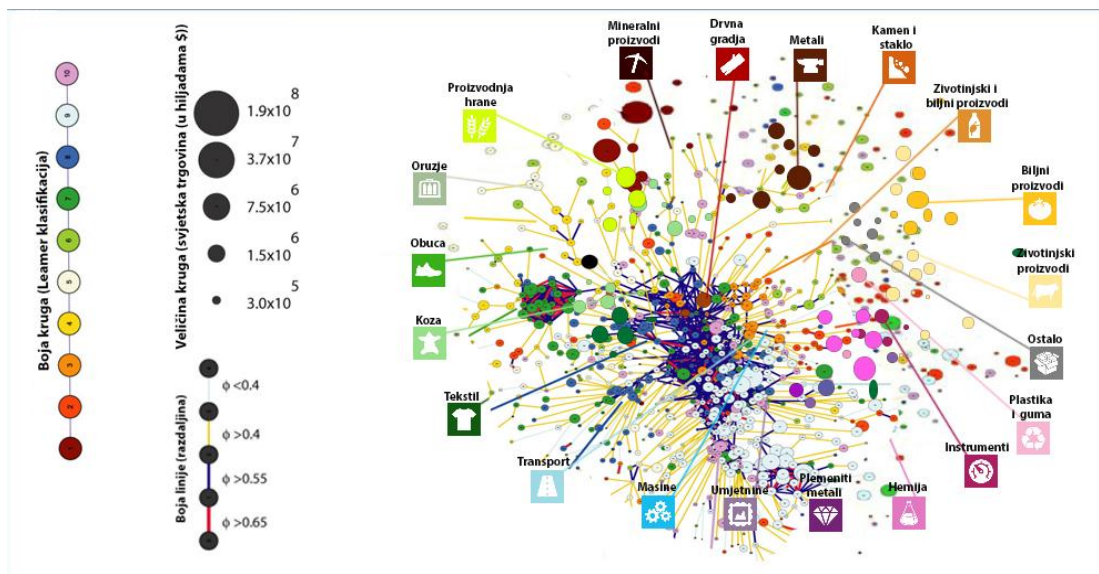 Boja kruga (Leamer klasifikacija)
10
9
8
7
6
5
4
3
2
1
Veličina kruga (svjetska trgovina (u hiljadama $))
1.9x10 8
3.7x10 7
7.5x10 6
1.5x10 6
3.0x10 5
Boja linije (razdaljina)
ϕ <0.4
ϕ >0.4
ϕ >0.55
ϕ >0.65
Mineralni
proizvodi
Drvna
gradja
Metali
Kamen i
staklo
Proizvodnja
hrane
Zivotinjski i
biljni proizvodi
Oruzje
Biljni
proizvodi
Obuca
Zivotinjski
proizvodi
Koza
Ostalo
Tekstil
Plastika
i guma
Transport
Instrumenti
Masine
Umjetnine
Plemeniti
metali
Hemija